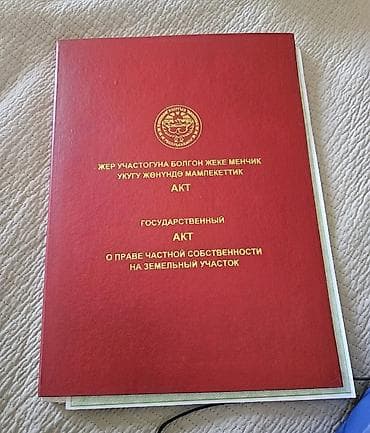 ЖЕР УЧАСТОГУНА БОЛГОН ЖЕКЕ МЕНЧИК
УКУГУ ЖӨНҮНДӨ МАМЛЕКЕТТИК
АКТ
ГОСУДАРСТВЕННЫЙ
АКТ
О ПРАВЕ ЧАСТНОЙ СОБСТВЕННОСТИ
НА ЗЕМЕЛЬНЫЙ УЧАСТОК